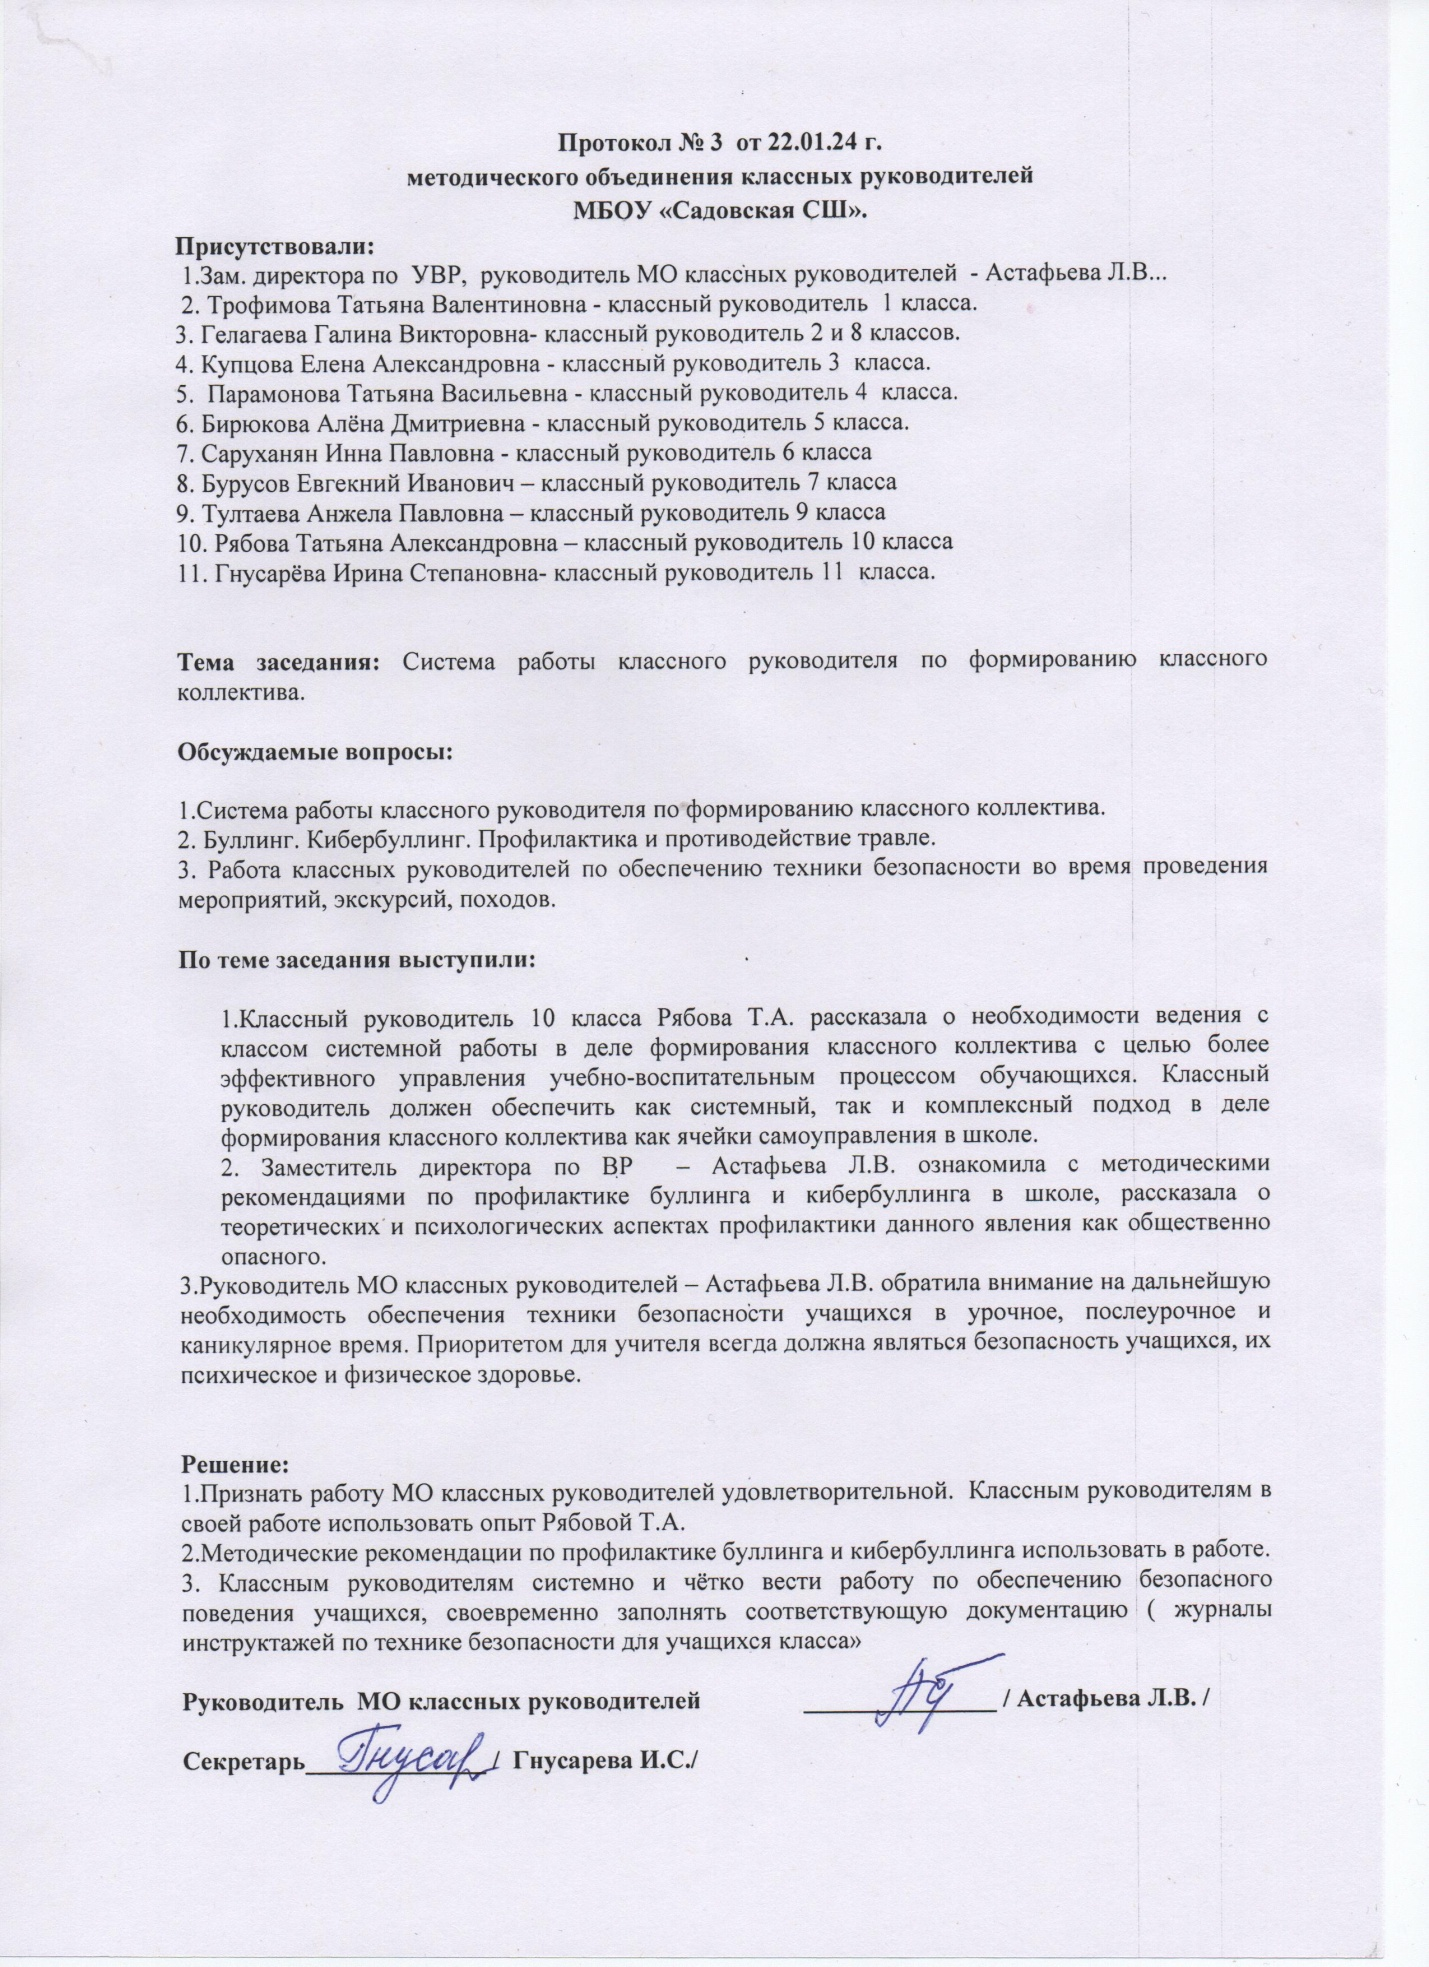 Протокол № 3 от 22.01.24 г.
методического объединения классных руководителей
МБОУ «Садовская СШ».
Присутствовали:
1.Зам. директора по УВР, руководитель МО классных руководителей - Астафьева Л.В...
2. Трофимова Татьяна Валентиновна - классный руководитель 1 класса.
3. Гелагаева Галина Викторовна- классный руководитель 2 и 8 классов.
4. Купцова Елена Александровна - классный руководитель 3 класса.
5. Парамонова Татьяна Васильевна - классный руководитель 4 класса.
6. Бирюкова Алёна Дмитриевна - классный руководитель 5 класса.
7. Саруханян Инна Павловна - классный руководитель 6 класса
8. Бурусов Евгекний Иванович – классный руководитель 7 класса
9. Тултаева Анжела Павловна – классный руководитель 9 класса
10. Рябова Татьяна Александровна – классный руководитель 10 класса
11. Гнусарёва Ирина Степановна- классный руководитель 11 класса.
Тема заседания: Система работы классного руководителя по формированию классного
коллектива.
Обсуждаемые вопросы:
1.Система работы классного руководителя по формированию классного коллектива.
2. Буллинг. Кибербуллинг. Профилактика и противодействие травле.
3. Работа классных руководителей по обеспечению техники безопасности во время проведения
мероприятий, экскурсий, походов.
По теме заседания выступили:
1.Классный руководитель 10 класса Рябова Т.А. рассказала о необходимости ведения с
классом системной работы в деле формирования классного коллектива с целью более
эффективного управления учебно-воспитательным процессом обучающихся. Классный
руководитель должен обеспечить как системный, так и комплексный подход в деле
формирования классного коллектива как ячейки самоуправления в школе.
2. Заместитель директора по ВР – Астафьева Л.В. ознакомила с методическими
рекомендациями по профилактике буллинга и кибербуллинга в школе, рассказала о
теоретических и психологических аспектах профилактики данного явления как общественно
опасного.
3.Руководитель МО классных руководителей – Астафьева Л.В. обратила внимание на дальнейшую
необходимость обеспечения техники безопасности учащихся в урочное, послеурочное и
каникулярное время. Приоритетом для учителя всегда должна являться безопасность учащихся, их
психическое и физическое здоровье.
Решение:
1.Признать работу МО классных руководителей удовлетворительной. Классным руководителям в
своей работе использовать опыт Рябовой Т.А.
2.Методические рекомендации по профилактике буллинга и кибербуллинга использовать в работе.
3. Классным руководителям системно и чётко вести работу по обеспечению безопасного
поведения учащихся, своевременно заполнять соответствующую документацию ( журналы
инструктажей по технике безопасности для учащихся класса»
Руководитель МО классных руководителей / Астафьева Л.В. /
Секретарь Гнусар / Гнусарева И.С./